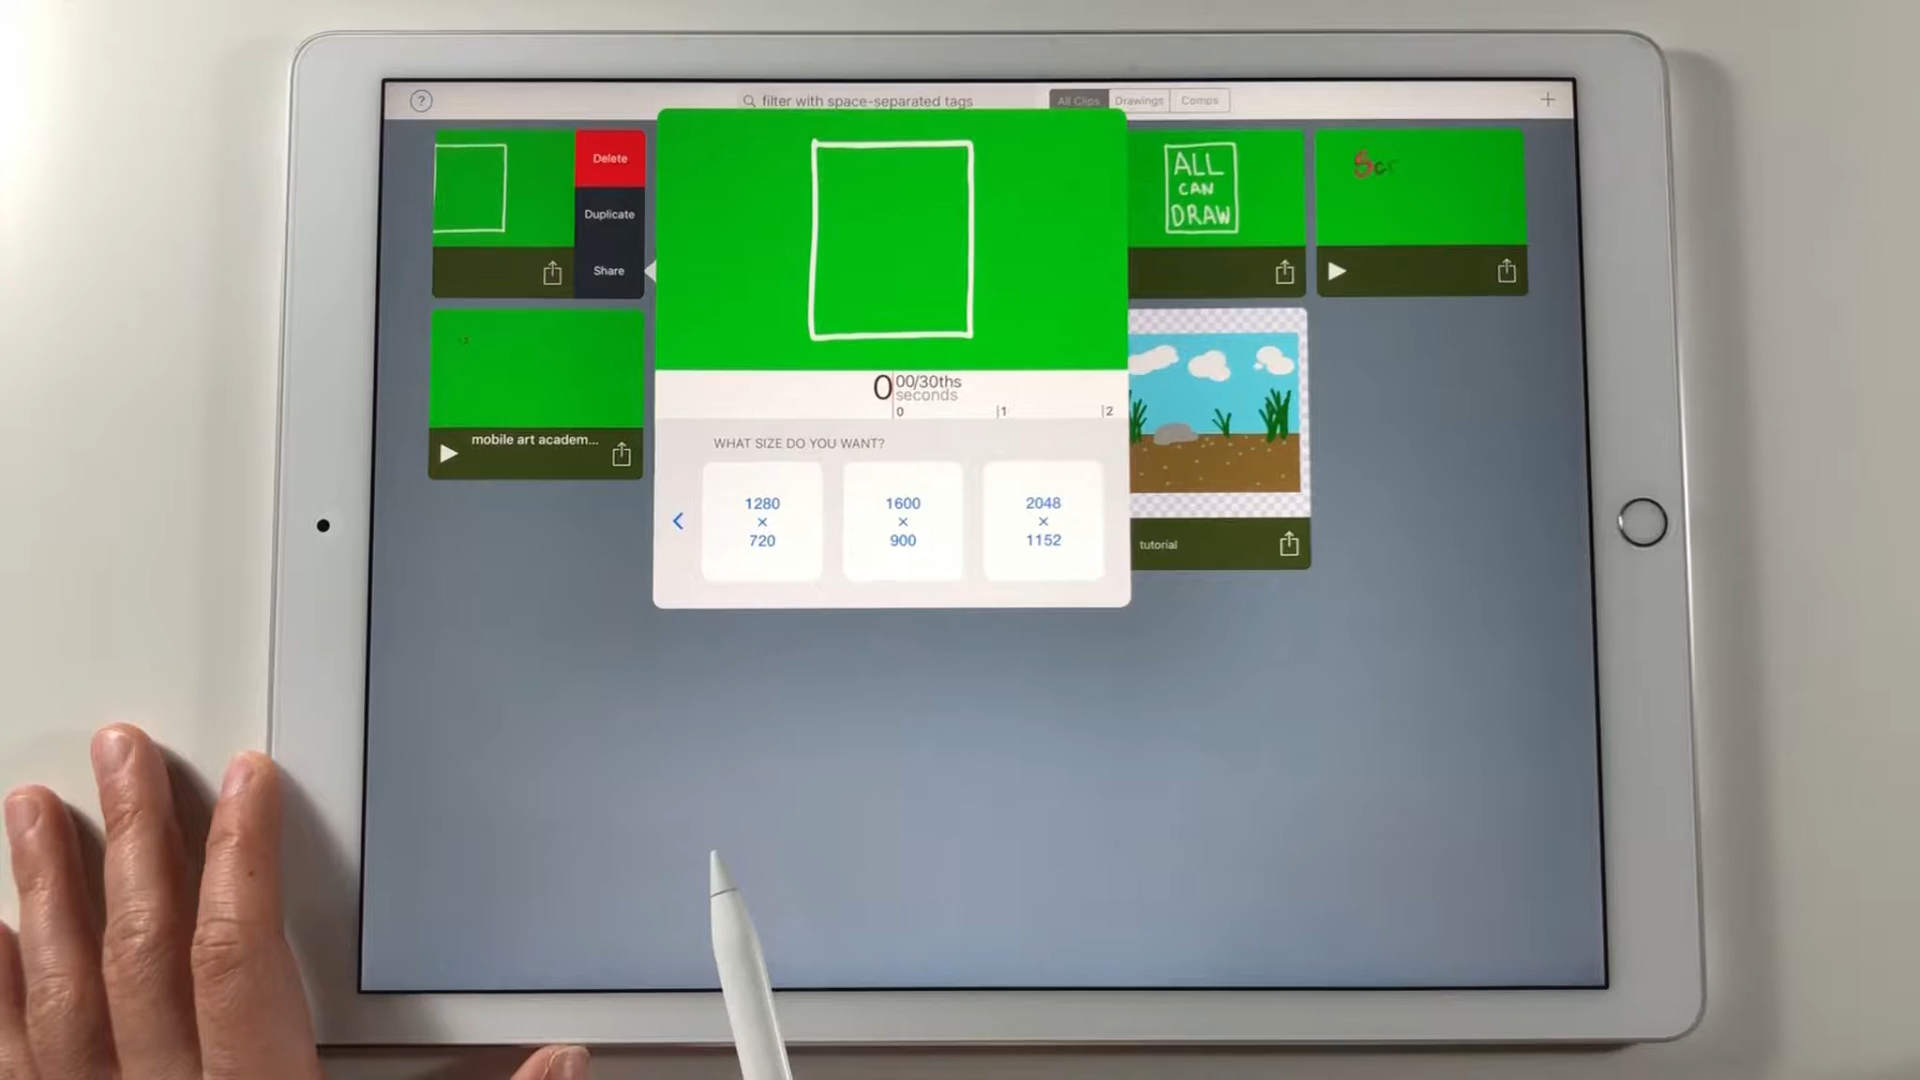 ?
filter with space-separated tags
All Clips
Drawings
Comps
+
Delete
Duplicate
Share
ALL
CAN
DRAW
Scr
0 00/30ths
seconds
0 1 2
WHAT SIZE DO YOU WANT?
1280
×
720
1600
×
900
2048
×
1152
mobile art academ...
tutorial